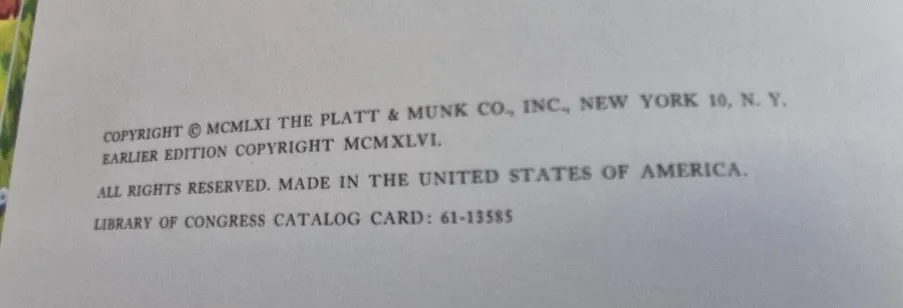 COPYRIGHT © MCMLXI THE PLATT & MUNK CO., INC., NEW YORK 10, N. Y.
EARLIER EDITION COPYRIGHT MCMXLVI.
ALL RIGHTS RESERVED. MADE IN THE UNITED STATES OF AMERICA.
LIBRARY OF CONGRESS CATALOG CARD: 61-13585